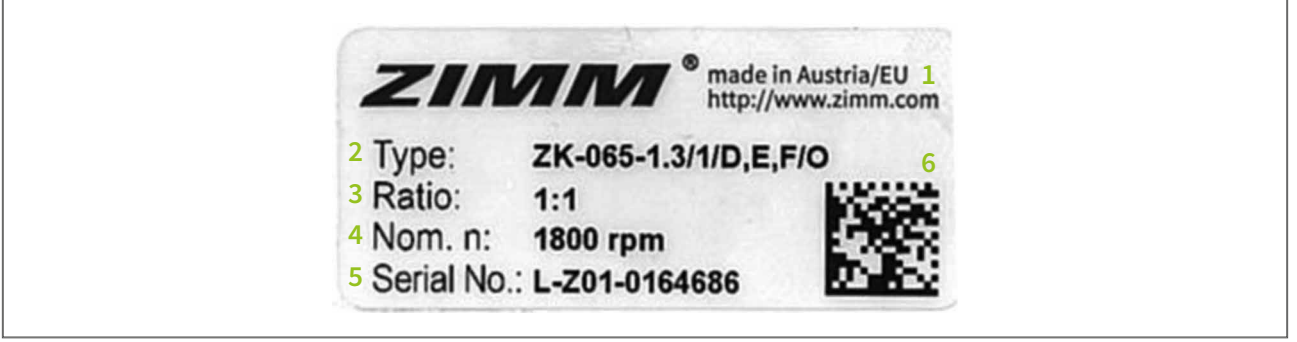 ZIMM® made in Austria/EU 1
http://www.zimm.com
2 Type: ZK-065-1.3/1/D,E,F/O 6
3 Ratio: 1:1
4 Nom. n: 1800 rpm
5 Serial No.: L-Z01-0164686